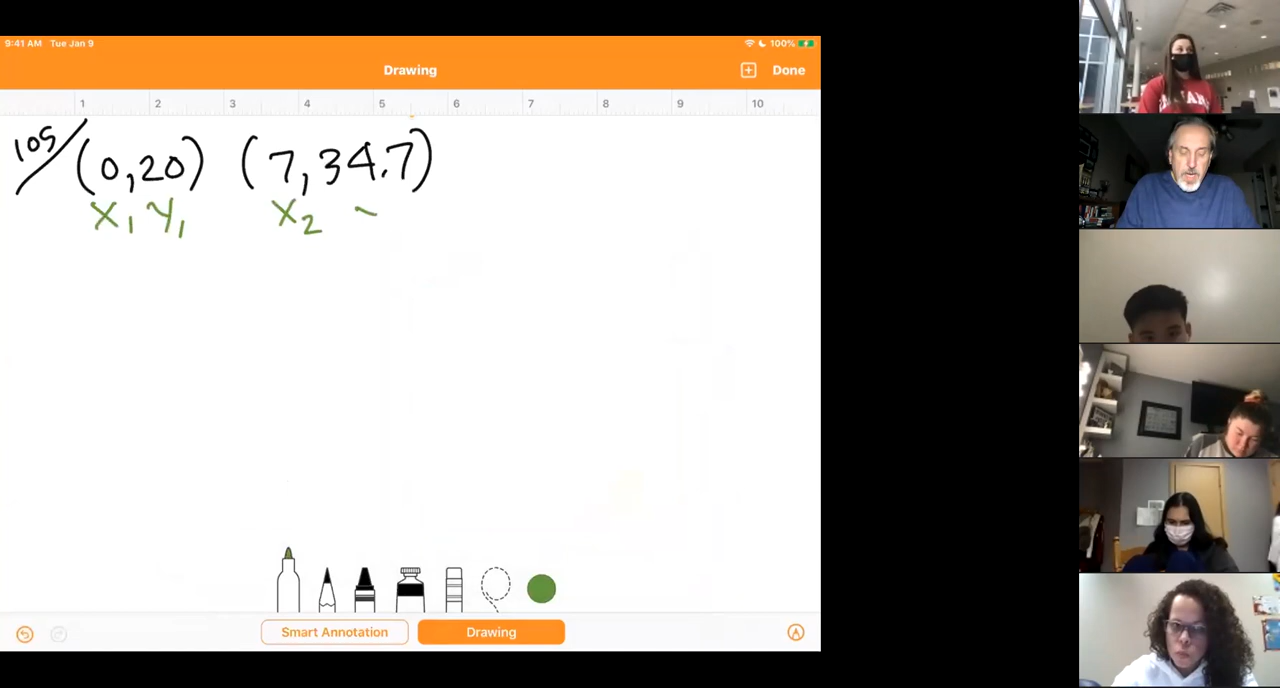 9:41 AM Tue Jan 9 100%
Drawing Done
1 2 3 4 5 6 7 8 9 10
105/ (0,20) (7,34.7)
X1 Y1 X2
Smart Annotation Drawing